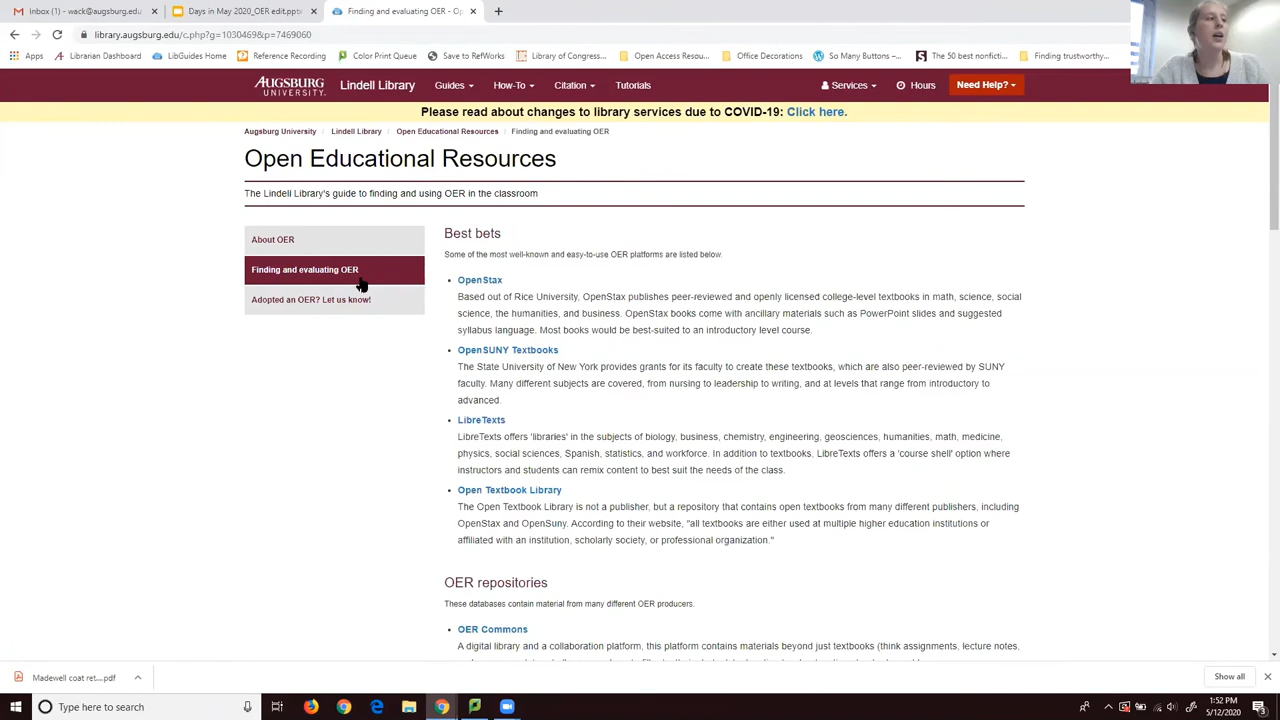 Inbox (1) - wack@augsburg.edu
Days in May 2020_OER edit.pptx
Finding and evaluating OER - Op
library.augsburg.edu/c.php?g=1030469&p=7469060
Apps
Librarian Dashboard
LibGuides Home
Reference Recording
Color Print Queue
Save to RefWorks
Library of Congress...
Open Access Resou...
Office Decorations
So Many Buttons –...
The 50 best nonficti...
Finding trustworthy...
AUGSBURG UNIVERSITY.
Lindell Library
Guides
How-To
Citation
Tutorials
Services
Hours
Need Help?
Please read about changes to library services due to COVID-19: Click here.
Augsburg University / Lindell Library / Open Educational Resources / Finding and evaluating OER
Open Educational Resources
The Lindell Library's guide to finding and using OER in the classroom
About OER
Finding and evaluating OER
Adopted an OER? Let us know!
Best bets
Some of the most well-known and easy-to-use OER platforms are listed below.
OpenStax
Based out of Rice University, OpenStax publishes peer-reviewed and openly licensed college-level textbooks in math, science, social
science, the humanities, and business. OpenStax books come with ancillary materials such as PowerPoint slides and suggested
syllabus language. Most books would be best-suited to an introductory level course.
OpenSUNY Textbooks
The State University of New York provides grants for its faculty to create these textbooks, which are also peer-reviewed by SUNY
faculty. Many different subjects are covered, from nursing to leadership to writing, and at levels that range from introductory to
advanced.
LibreTexts
LibreTexts offers 'libraries' in the subjects of biology, business, chemistry, engineering, geosciences, humanities, math, medicine,
physics, social sciences, Spanish, statistics, and workforce. In addition to textbooks, LibreTexts offers a 'course shell' option where
instructors and students can remix content to best suit the needs of the class.
Open Textbook Library
The Open Textbook Library is not a publisher, but a repository that contains open textbooks from many different publishers, including
OpenStax and OpenSuny. According to their website, "all textbooks are either used at multiple higher education institutions or
affiliated with an institution, scholarly society, or professional organization."
OER repositories
These databases contain material from many different OER producers.
OER Commons
A digital library and a collaboration platform, this platform contains materials beyond just textbooks (think assignments, lecture notes,
Madewell coat ret....pdf
Show all
Type here to search
1:52 PM
5/12/2020